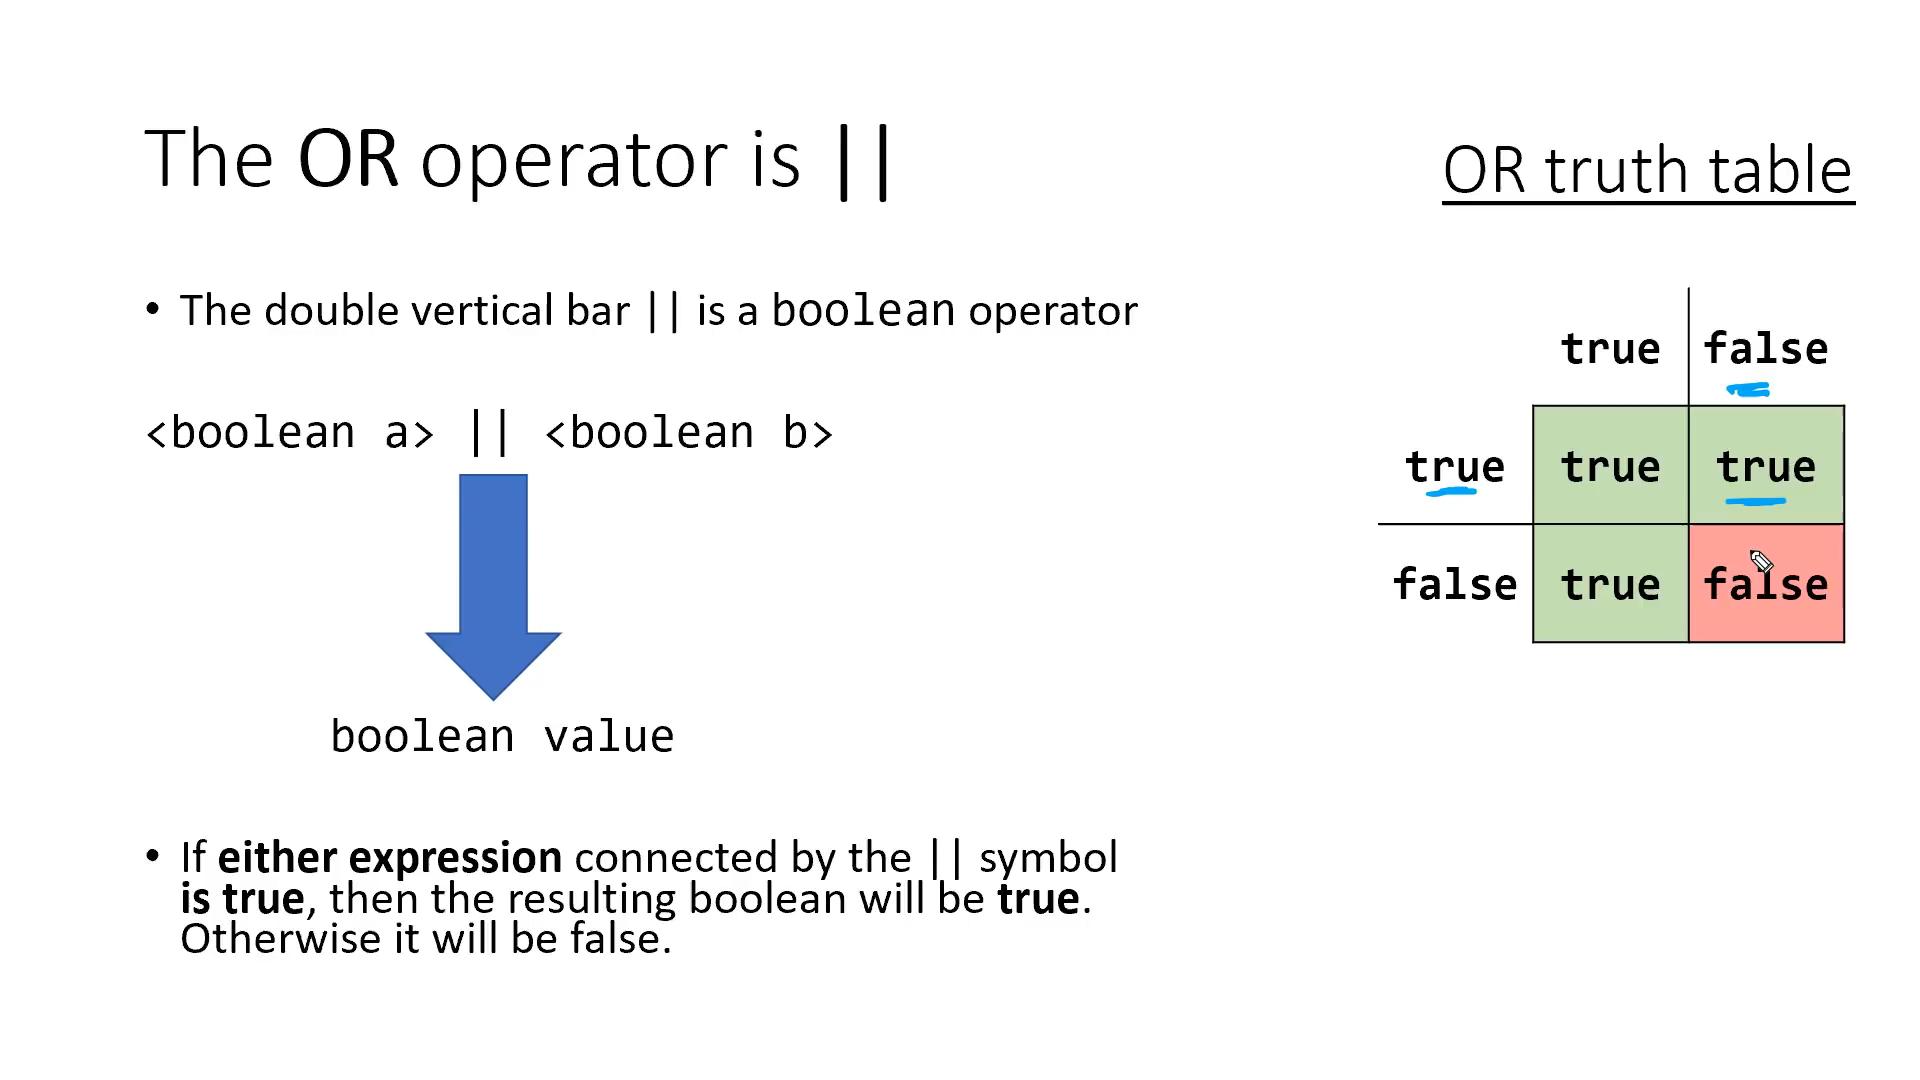 The OR operator is ||
OR truth table
• The double vertical bar || is a boolean operator
<boolean a> || <boolean b>
boolean value
• If either expression connected by the || symbol
is true, then the resulting boolean will be true.
Otherwise it will be false.
true false
true true true
false true false